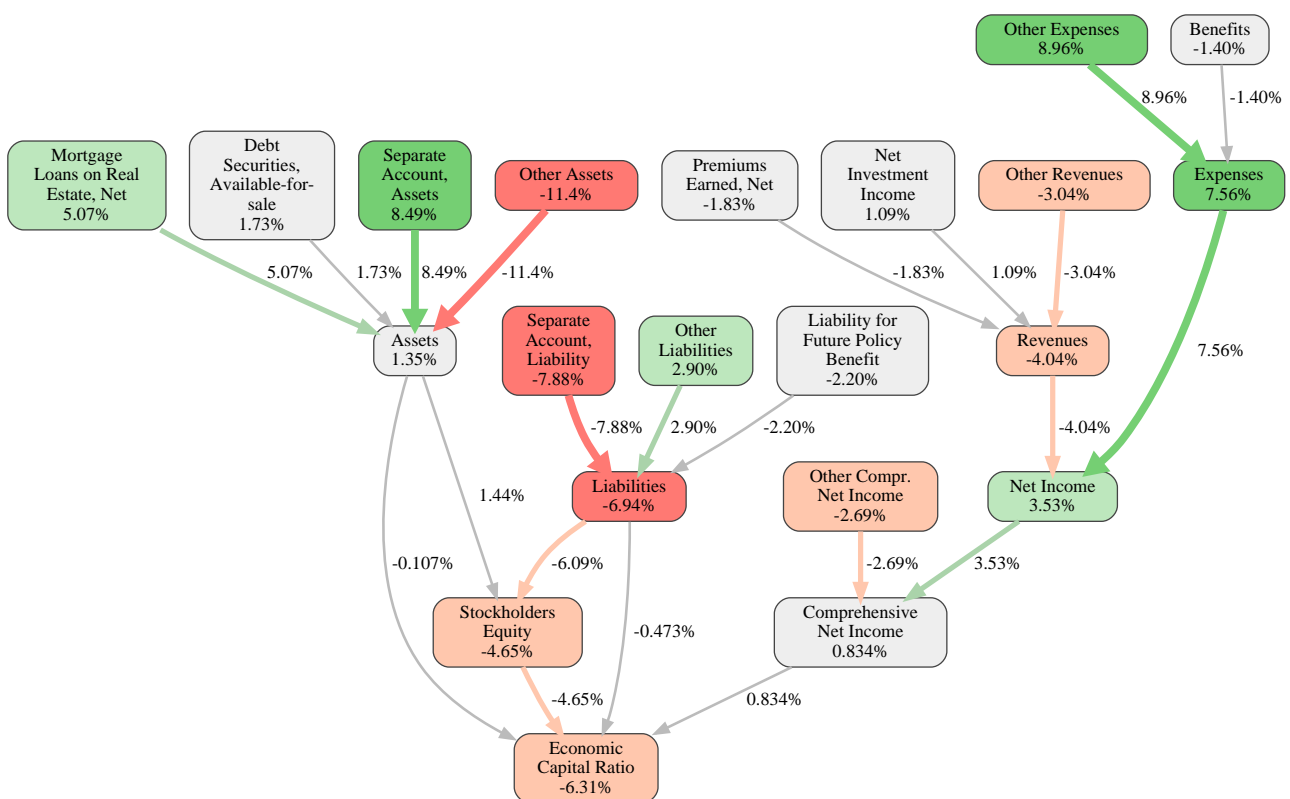 Other Expenses
8.96%
Benefits
-1.40%
8.96%
-1.40%
Mortgage
Loans on Real
Estate, Net
5.07%
Debt
Securities,
Available-for-
sale
1.73%
Separate
Account,
Assets
8.49%
Other Assets
-11.4%
Premiums
Earned, Net
-1.83%
Net
Investment
Income
1.09%
Other Revenues
-3.04%
Expenses
7.56%
5.07%
1.73%
8.49%
-11.4%
-1.83%
1.09%
-3.04%
Assets
1.35%
Separate
Account,
Liability
-7.88%
Other
Liabilities
2.90%
Liability for
Future Policy
Benefit
-2.20%
Revenues
-4.04%
7.56%
-7.88%
2.90%
-2.20%
-4.04%
1.44%
Liabilities
-6.94%
Other Compr.
Net Income
-2.69%
Net Income
3.53%
-0.107%
-6.09%
-2.69%
3.53%
Stockholders
Equity
-4.65%
-0.473%
Comprehensive
Net Income
0.834%
-4.65%
0.834%
Economic
Capital Ratio
-6.31%